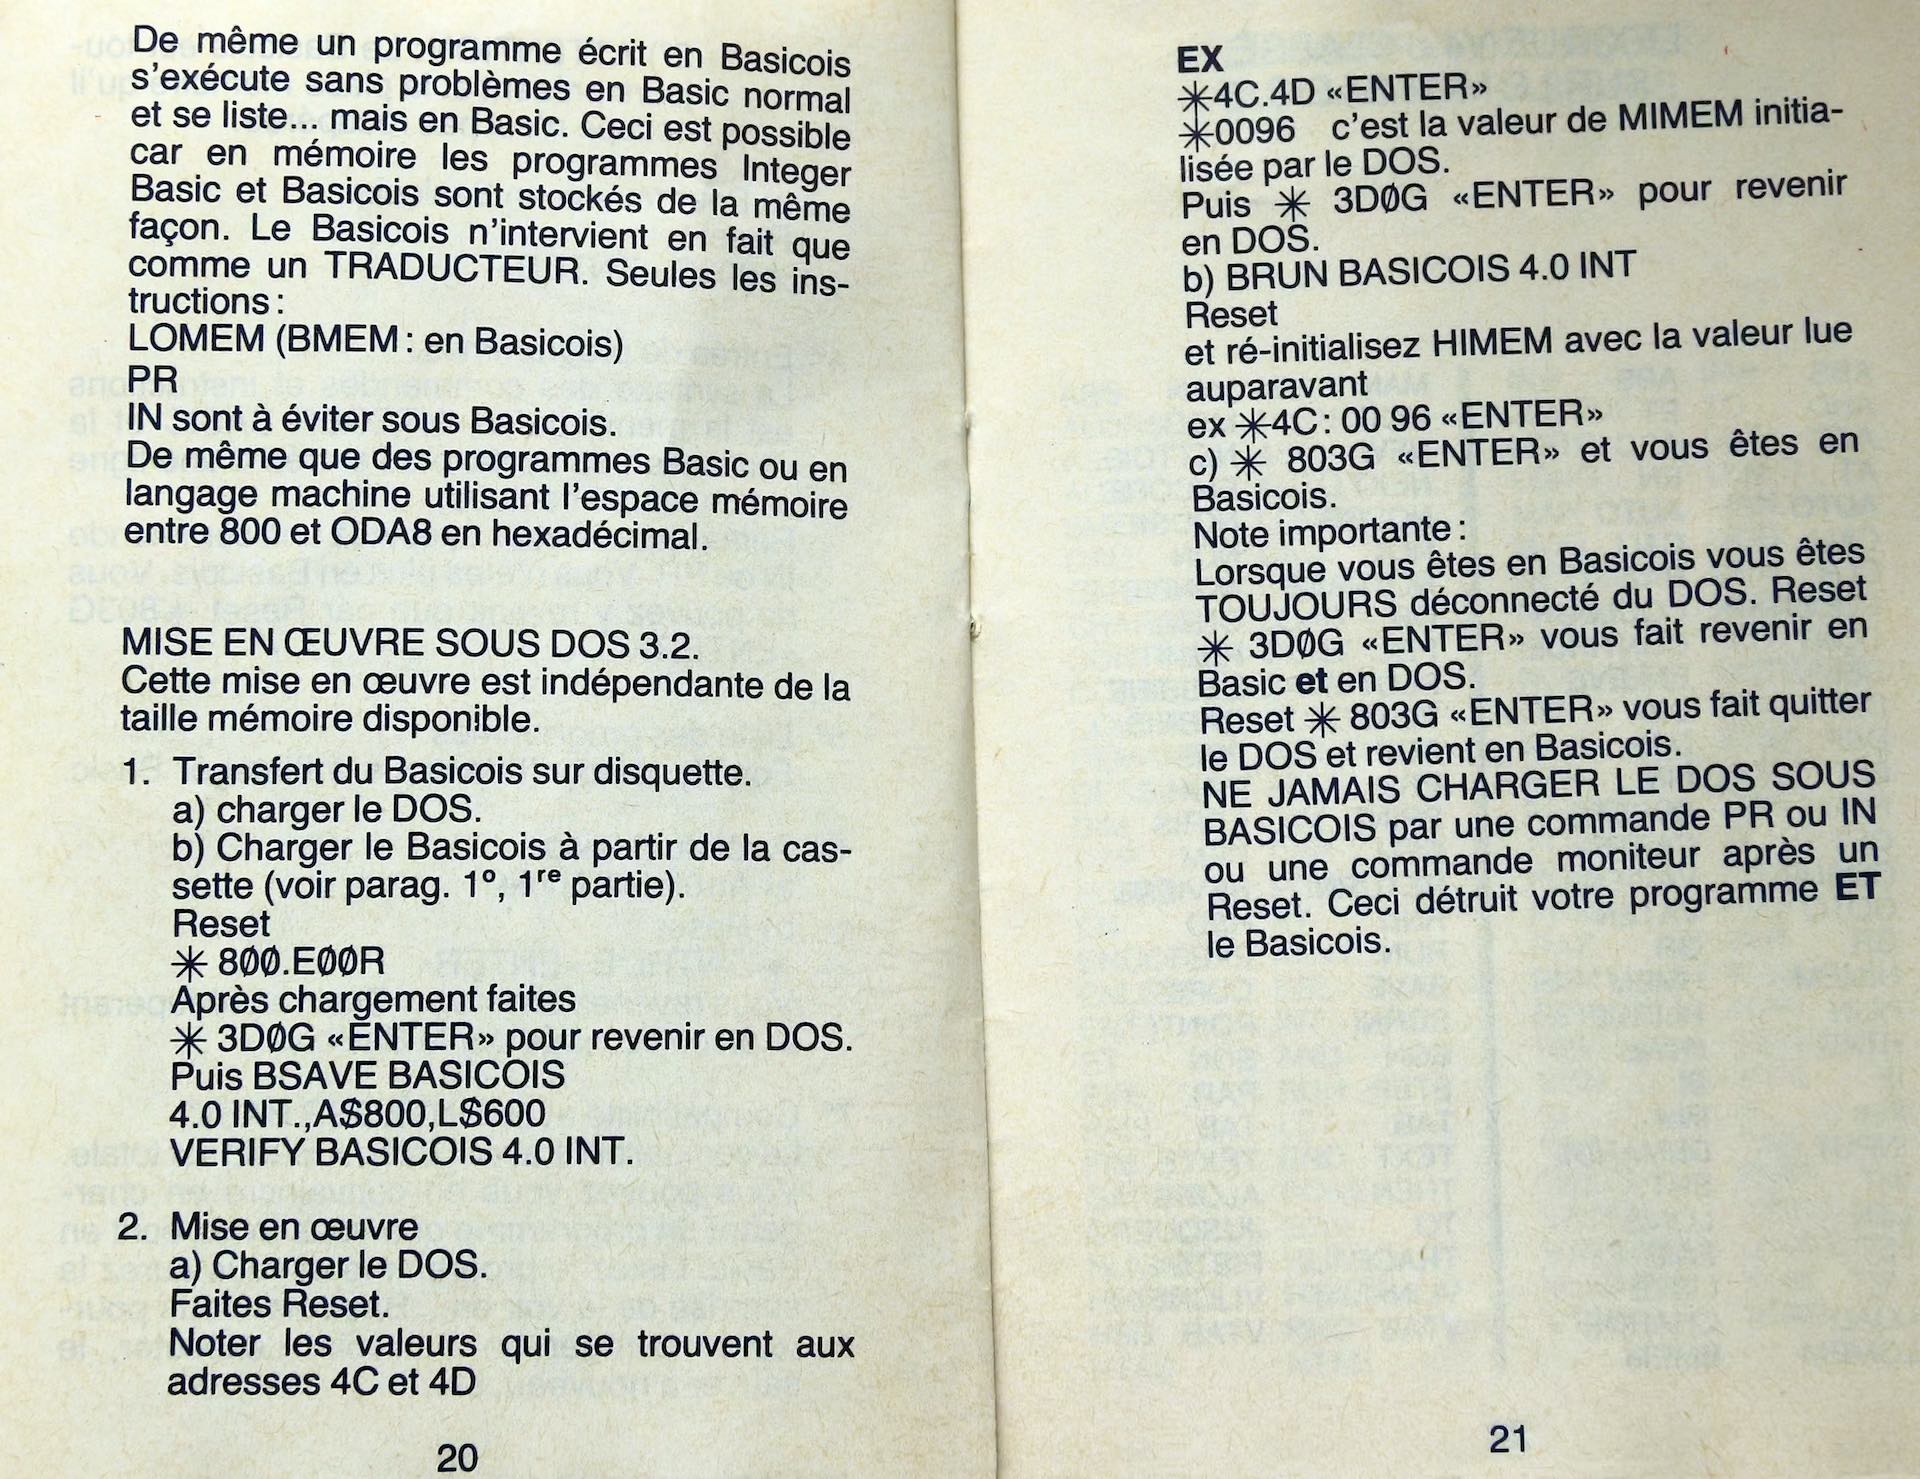 De même un programme écrit en Basicois
s'exécute sans problèmes en Basic normal
et se liste... mais en Basic. Ceci est possible
car en mémoire les programmes Integer
Basic et Basicois sont stockés de la même
façon. Le Basicois n'intervient en fait que
comme un TRADUCTEUR. Seules les ins-
tructions :
LOMEM (BMEM : en Basicois)
PR
IN sont à éviter sous Basicois.
De même que des programmes Basic ou en
langage machine utilisant l'espace mémoire
entre 800 et ODA8 en hexadécimal.
MISE EN ŒUVRE SOUS DOS 3.2.
Cette mise en œuvre est indépendante de la
taille mémoire disponible.
1. Transfert du Basicois sur disquette.
a) charger le DOS.
b) Charger le Basicois à partir de la cas-
sette (voir parag. 1º, 1re partie).
Reset
✳ 8ØØ.EØØR
Après chargement faites
✳ 3DØG «ENTER» pour revenir en DOS.
Puis BSAVE BASICOIS
4.0 INT.,A$800,L$600
VERIFY BASICOIS 4.0 INT.
2. Mise en œuvre
a) Charger le DOS.
Faites Reset.
Noter les valeurs qui se trouvent aux
adresses 4C et 4D
20
EX
✳4C.4D «ENTER»
✳0096 c'est la valeur de MIMEM initia-
lisée par le DOS.
Puis ✳ 3DØG «ENTER» pour revenir
en DOS.
b) BRUN BASICOIS 4.0 INT
Reset
et ré-initialisez HIMEM avec la valeur lue
auparavant
ex ✳4C: 00 96 «ENTER»
c) ✳ 803G «ENTER» et vous êtes en
Basicois.
Note importante :
Lorsque vous êtes en Basicois vous êtes
TOUJOURS déconnecté du DOS. Reset
✳ 3DØG «ENTER» vous fait revenir en
Basic et en DOS.
Reset ✳ 803G «ENTER» vous fait quitter
le DOS et revient en Basicois.
NE JAMAIS CHARGER LE DOS SOUS
BASICOIS par une commande PR ou IN
ou une commande moniteur après un
Reset. Ceci détruit votre programme ET
le Basicois.
21